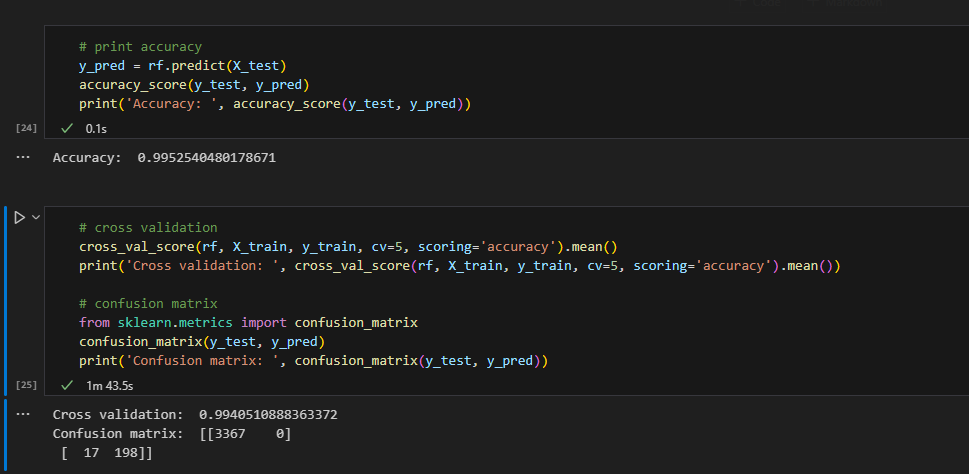 # print accuracy
y_pred = rf.predict(X_test)
accuracy_score(y_test, y_pred)
print('Accuracy: ', accuracy_score(y_test, y_pred))
[24]
0.1s
Accuracy:  0.9952540480178671
# cross validation
cross_val_score(rf, X_train, y_train, cv=5, scoring='accuracy').mean()
print('Cross validation: ', cross_val_score(rf, X_train, y_train, cv=5, scoring='accuracy').mean())
# confusion matrix
from sklearn.metrics import confusion_matrix
confusion_matrix(y_test, y_pred)
print('Confusion matrix: ', confusion_matrix(y_test, y_pred))
[25]
1m 43.5s
Cross validation:  0.9940510888363372
Confusion matrix:  [[3367    0]
 [  17  198]]